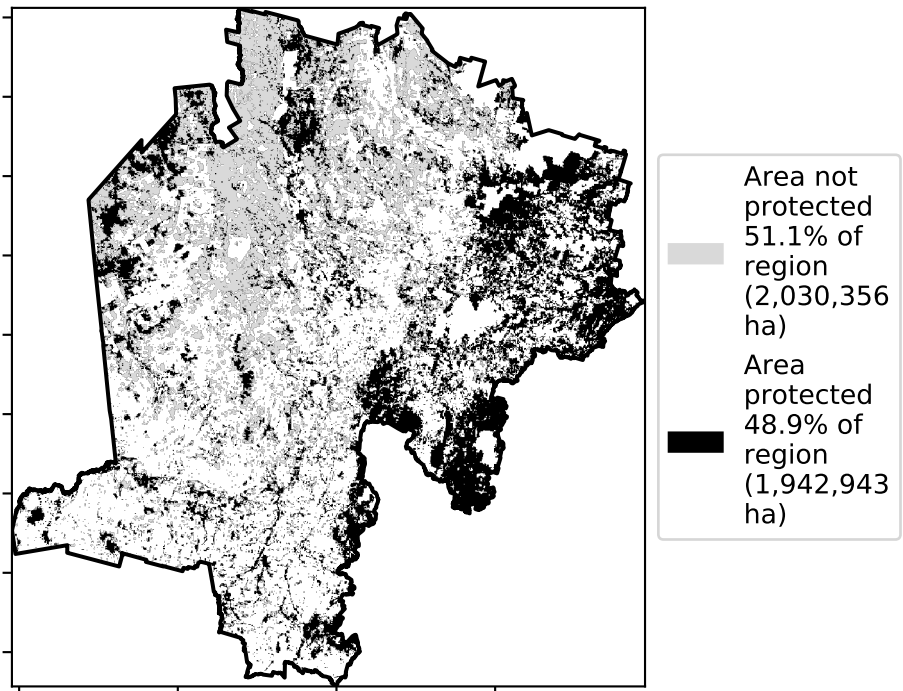 Area not
protected
51.1% of
region
(2,030,356
ha)
Area
protected
48.9% of
region
(1,942,943
ha)